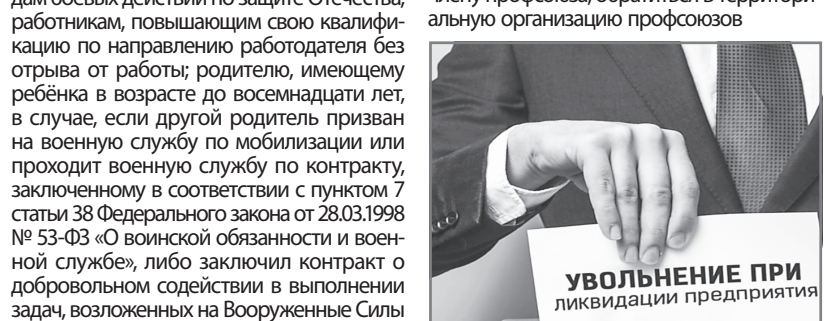 дам боевых действий по защите Отечества,
работникам, повышающим свою квалифи-
кацию по направлению работодателя без
отрыва от работы; родителю, имеющему
ребёнка в возрасте до восемнадцати лет,
в случае, если другой родитель призван
на военную службу по мобилизации или
проходит военную службу по контракту,
заключенному в соответствии с пунктом 7
статьи 38 Федерального закона от 28.03.1998
№ 53-ФЗ «О воинской обязанности и воен-
ной службе», либо заключил контракт о
добровольном содействии в выполнении
задач, возложенных на Вооруженные Силы
члену профсоюза, обратиться в территори-
альную организацию профсоюзов
УВОЛЬНЕНИЕ ПРИ
ЛИКВИДАЦИИ ПРЕДПРИЯТИЯ